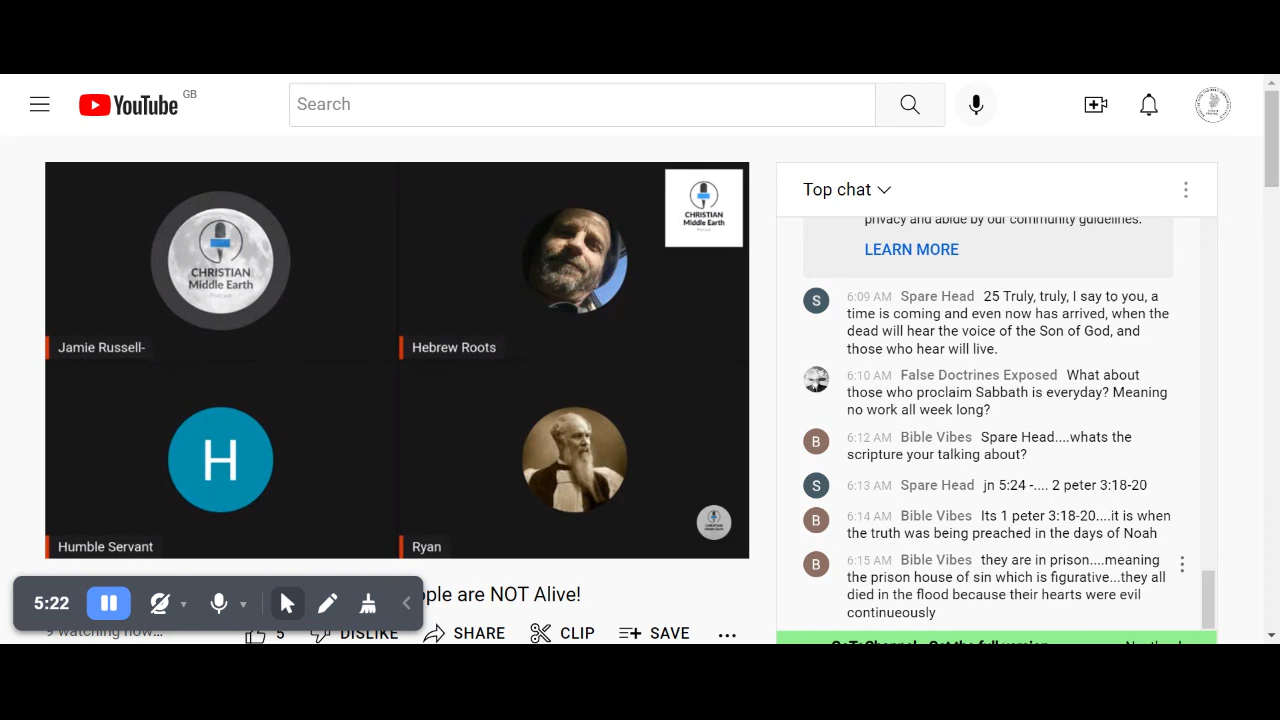 YouTube GB
Search
Top chat
privacy and abide by our community guidelines.
LEARN MORE
CHRISTIAN
Middle Earth
Podcast
CHRISTIAN
Middle Earth
Podcast
Jamie Russell-
Hebrew Roots
H
Humble Servant
Ryan
S 6:09 AM Spare Head 25 Truly, truly, I say to you, a
time is coming and even now has arrived, when the
dead will hear the voice of the Son of God, and
those who hear will live.
6:10 AM False Doctrines Exposed What about
those who proclaim Sabbath is everyday? Meaning
no work all week long?
B 6:12 AM Bible Vibes Spare Head....whats the
scripture your talking about?
S 6:13 AM Spare Head jn 5:24 -.... 2 peter 3:18-20
B 6:14 AM Bible Vibes Its 1 peter 3:18-20....it is when
the truth was being preached in the days of Noah
B 6:15 AM Bible Vibes they are in prison....meaning
the prison house of sin which is figurative...they all
died in the flood because their hearts were evil
continueously
5:22
ople are NOT Alive!
9 watching now...
5 DISLIKE SHARE CLIP SAVE